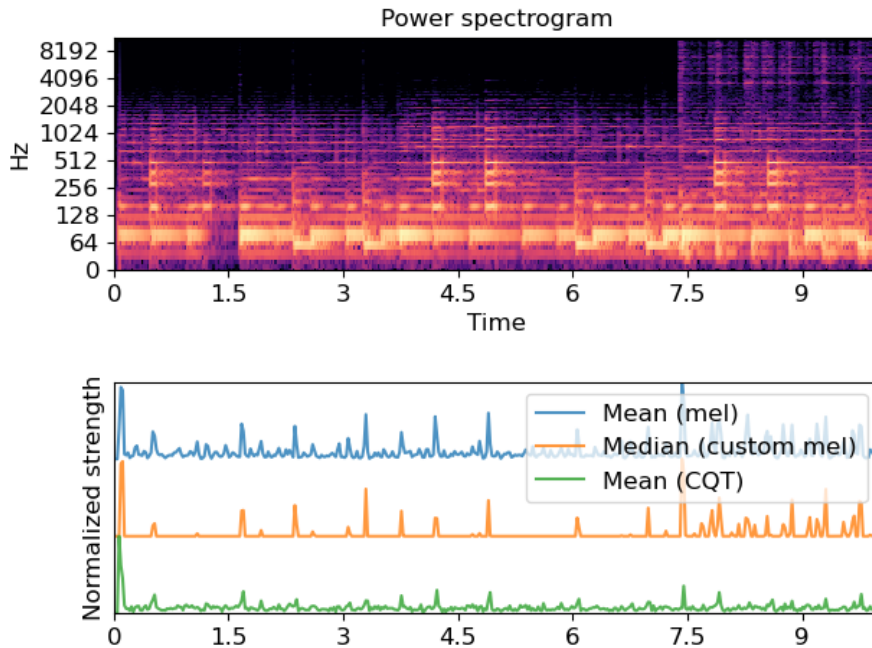 Power spectrogram
8192
4096
2048
1024
512
256
128
64
0
Hz
0 1.5 3 4.5 6 7.5 9
Time
Normalized strength
Mean (mel)
Median (custom mel)
Mean (CQT)
0 1.5 3 4.5 6 7.5 9